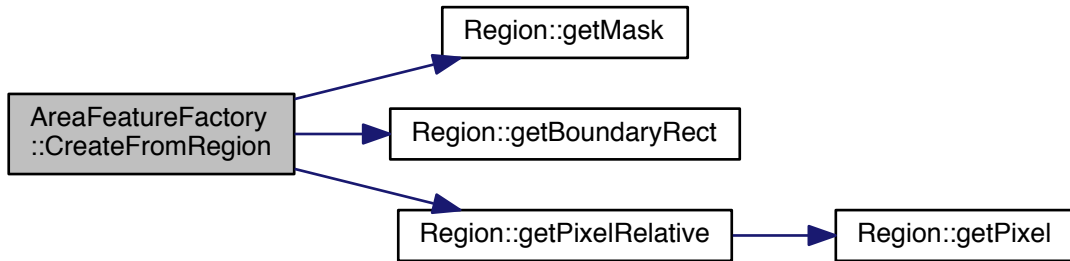 Region::getMask
AreaFeatureFactory
::CreateFromRegion
Region::getBoundaryRect
Region::getPixelRelative
Region::getPixel